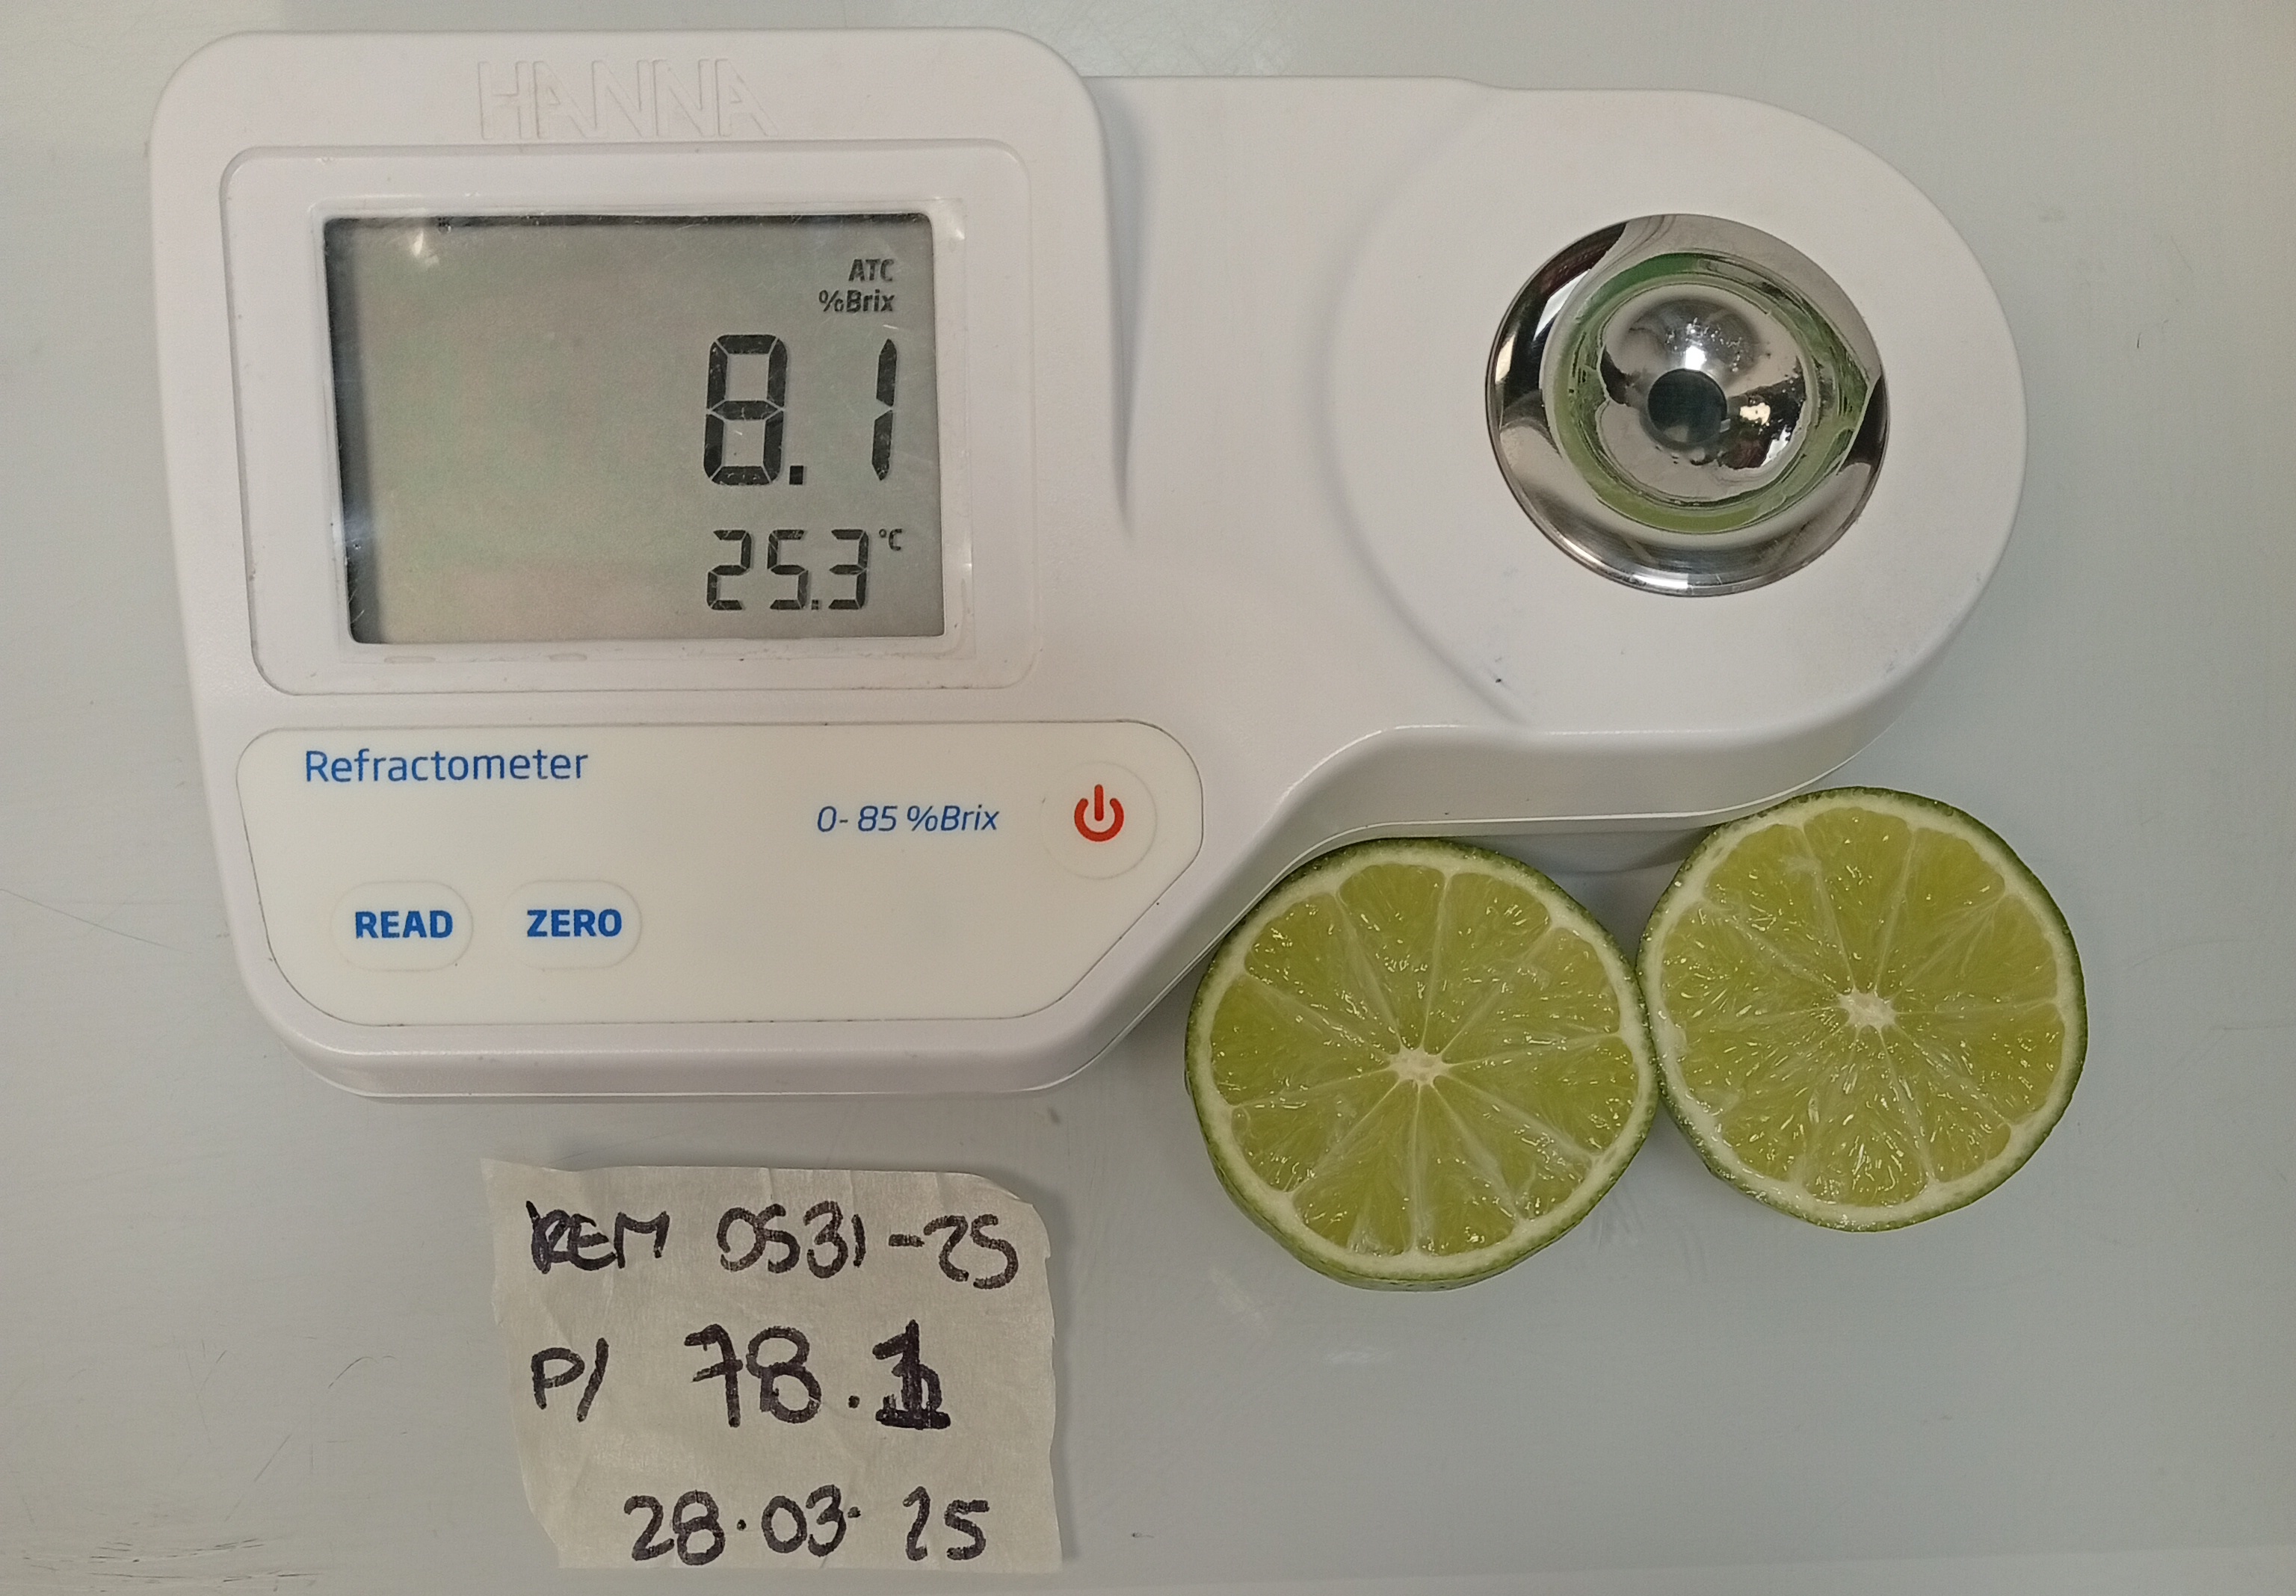 HANNA
ATC
%Brix
8.1
25.3 °C
Refractometer
0- 85 %Brix
READ ZERO
REM 0531-25
P/ 78.1
28.03.25